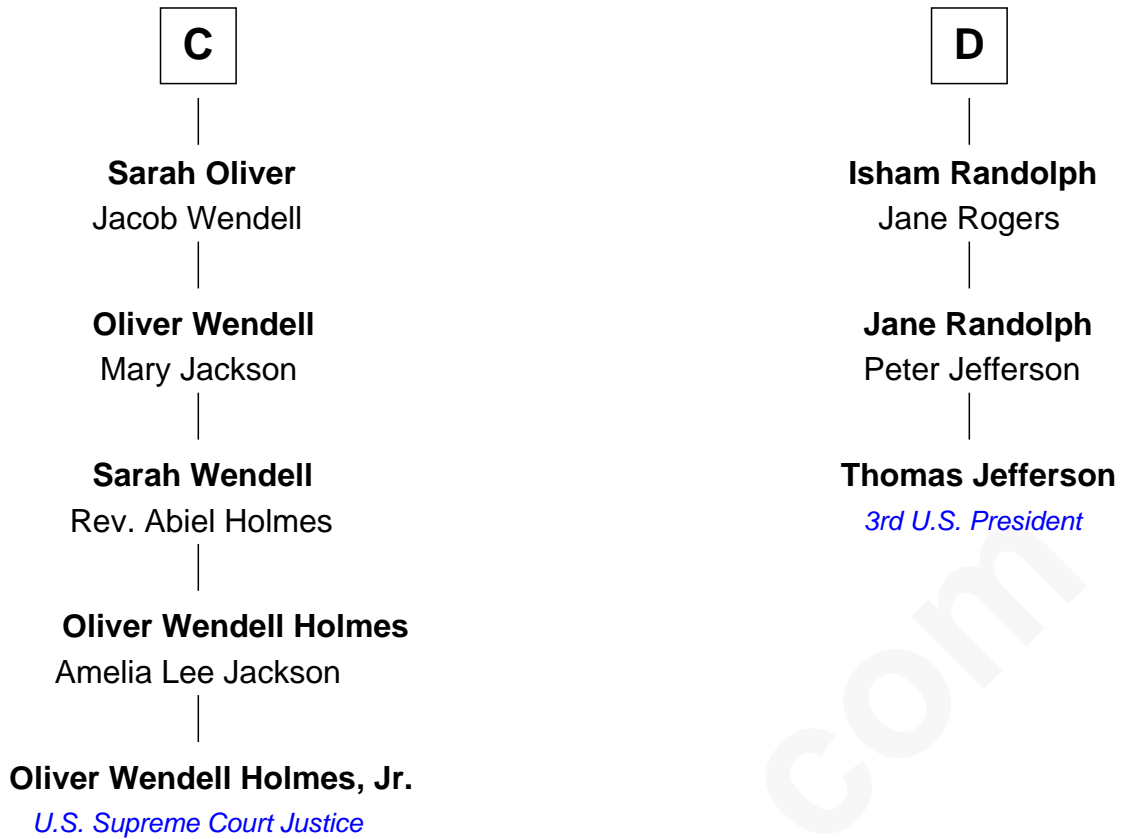 C
Sarah Oliver
Jacob Wendell
Oliver Wendell
Mary Jackson
Sarah Wendell
Rev. Abiel Holmes
Oliver Wendell Holmes
Amelia Lee Jackson
Oliver Wendell Holmes, Jr.
U.S. Supreme Court Justice
D
Isham Randolph
Jane Rogers
Jane Randolph
Peter Jefferson
Thomas Jefferson
3rd U.S. President
com